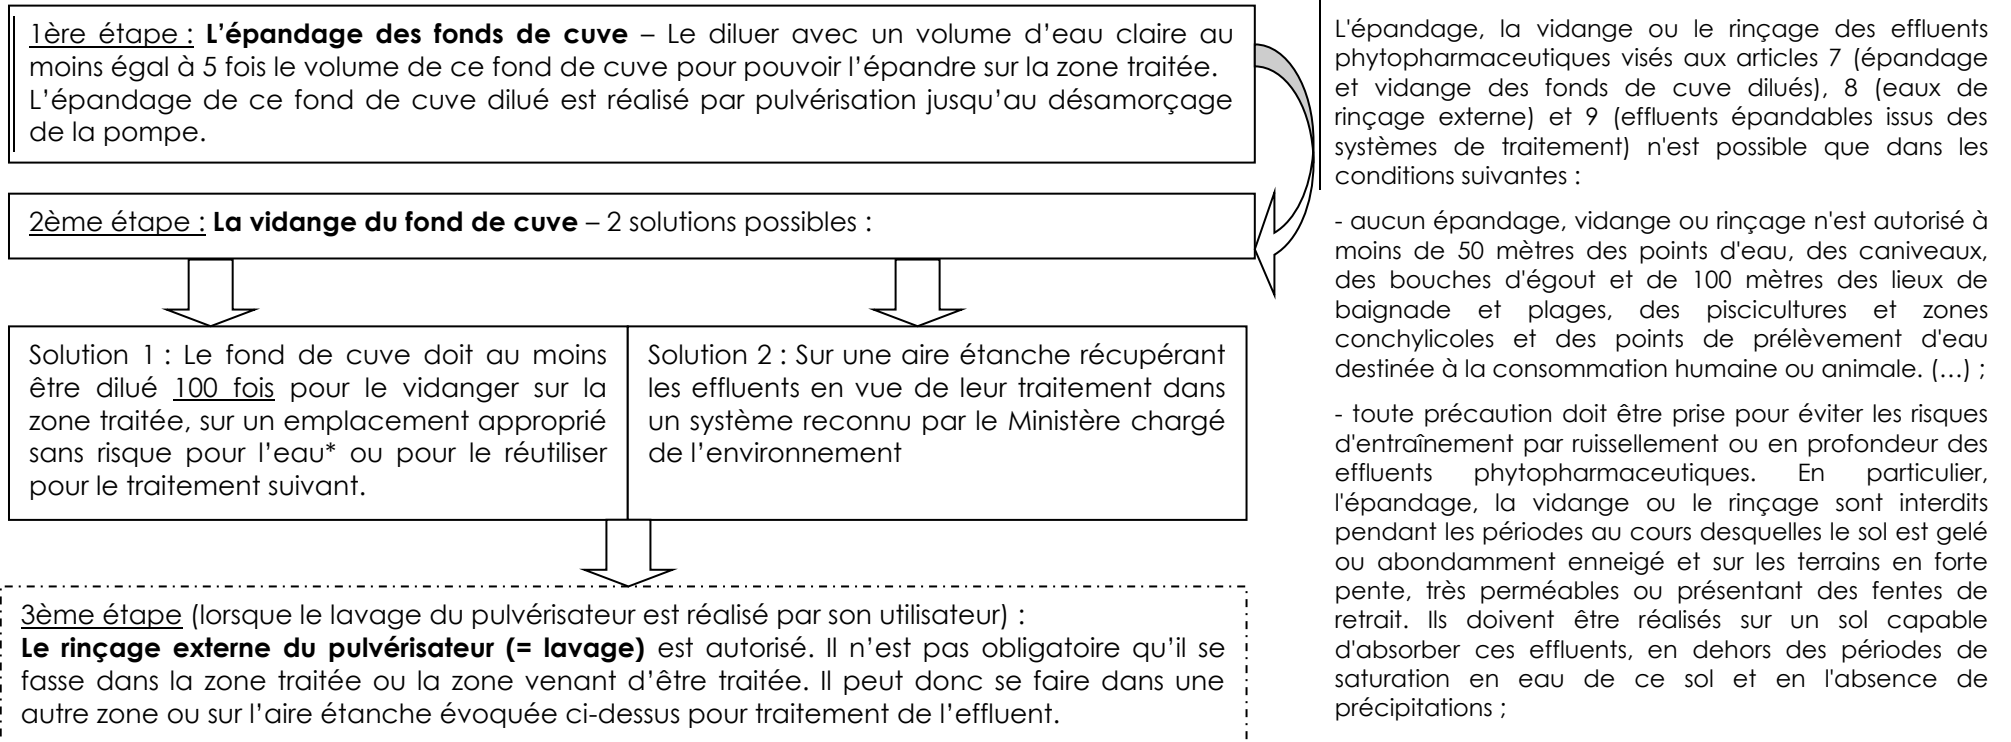 1ère étape : L’épandage des fonds de cuve – Le diluer avec un volume d’eau claire au
moins égal à 5 fois le volume de ce fond de cuve pour pouvoir l’épandre sur la zone traitée.
L’épandage de ce fond de cuve dilué est réalisé par pulvérisation jusqu’au désamorçage
de la pompe.
2ème étape : La vidange du fond de cuve – 2 solutions possibles :
Solution 1 : Le fond de cuve doit au moins
être dilué 100 fois pour le vidanger sur la
zone traitée, sur un emplacement approprié
sans risque pour l’eau* ou pour le réutiliser
pour le traitement suivant.
Solution 2 : Sur une aire étanche récupérant
les effluents en vue de leur traitement dans
un système reconnu par le Ministère chargé
de l’environnement
3ème étape (lorsque le lavage du pulvérisateur est réalisé par son utilisateur) :
Le rinçage externe du pulvérisateur (= lavage) est autorisé. Il n’est pas obligatoire qu’il se
fasse dans la zone traitée ou la zone venant d’être traitée. Il peut donc se faire dans une
autre zone ou sur l’aire étanche évoquée ci-dessus pour traitement de l’effluent.
L'épandage, la vidange ou le rinçage des effluents
phytopharmaceutiques visés aux articles 7 (épandage
et vidange des fonds de cuve dilués), 8 (eaux de
rinçage externe) et 9 (effluents épandables issus des
systèmes de traitement) n'est possible que dans les
conditions suivantes :
- aucun épandage, vidange ou rinçage n'est autorisé à
moins de 50 mètres des points d'eau, des caniveaux,
des bouches d'égout et de 100 mètres des lieux de
baignade et plages, des piscicultures et zones
conchylicoles et des points de prélèvement d'eau
destinée à la consommation humaine ou animale. (…) ;
- toute précaution doit être prise pour éviter les risques
d'entraînement par ruissellement ou en profondeur des
effluents phytopharmaceutiques. En particulier,
l'épandage, la vidange ou le rinçage sont interdits
pendant les périodes au cours desquelles le sol est gelé
ou abondamment enneigé et sur les terrains en forte
pente, très perméables ou présentant des fentes de
retrait. Ils doivent être réalisés sur un sol capable
d'absorber ces effluents, en dehors des périodes de
saturation en eau de ce sol et en l'absence de
précipitations ;